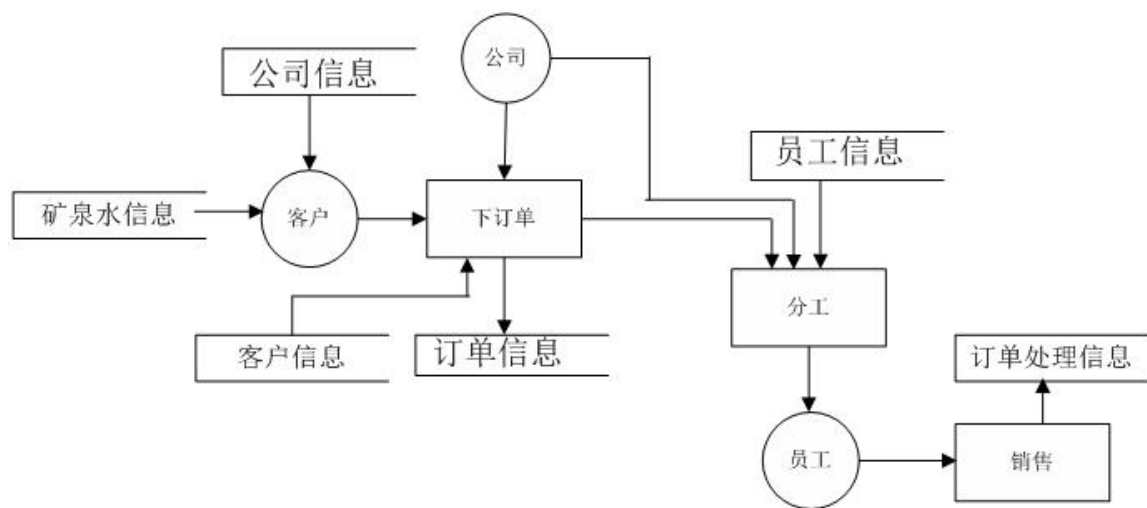 公司
公司信息
员工信息
矿泉水信息
客户
下订单
分工
客户信息
订单信息
订单处理信息
员工
销售